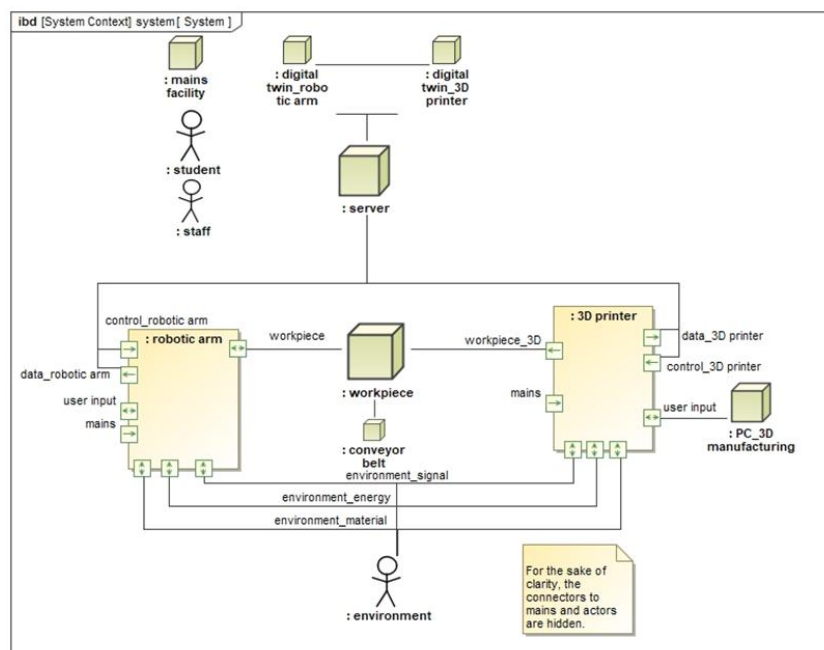 ibd [System Context] system[ System ]
: mains
facility
: digital
twin_robo
tic arm
: digital
twin_3D
printer
: student
: staff
: server
control_robotic arm
: robotic arm
workpiece
workpiece_3D
: 3D printer
data_3D printer
control_3D printer
data_robotic arm
user input
mains
: workpiece
mains
user input
: PC_3D
manufacturing
: conveyor
belt
environment_signal
environment_energy
environment_material
: environment
For the sake of
clarity, the
connectors to
mains and actors
are hidden.